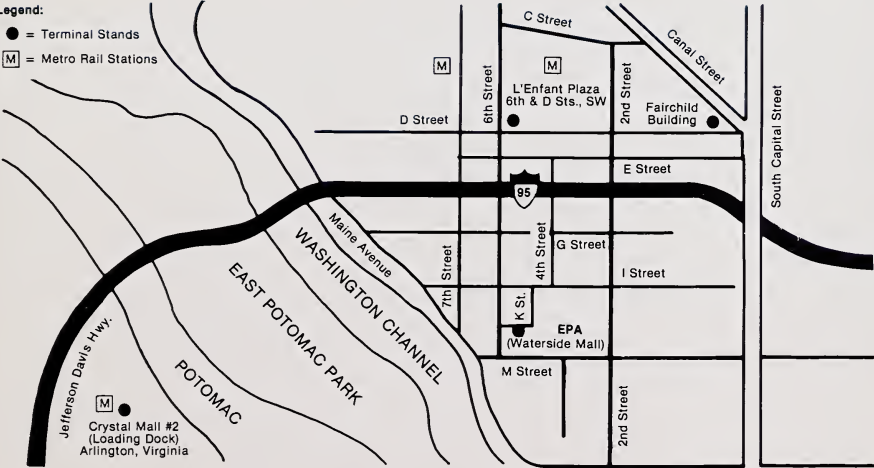 Legend:
● = Terminal Stands
M = Metro Rail Stations
C Street
Canal Street
M
M
6th Street
L'Enfant Plaza
6th & D Sts., SW
2nd Street
Fairchild
Building
South Capital Street
D Street
E Street
95
Maine Avenue
7th Street
4th Street
G Street
I Street
K St.
EPA
(Waterside Mall)
M Street
2nd Street
WASHINGTON CHANNEL
EAST POTOMAC PARK
POTOMAC
Jefferson Davis Hwy.
M
Crystal Mall #2
(Loading Dock)
Arlington, Virginia